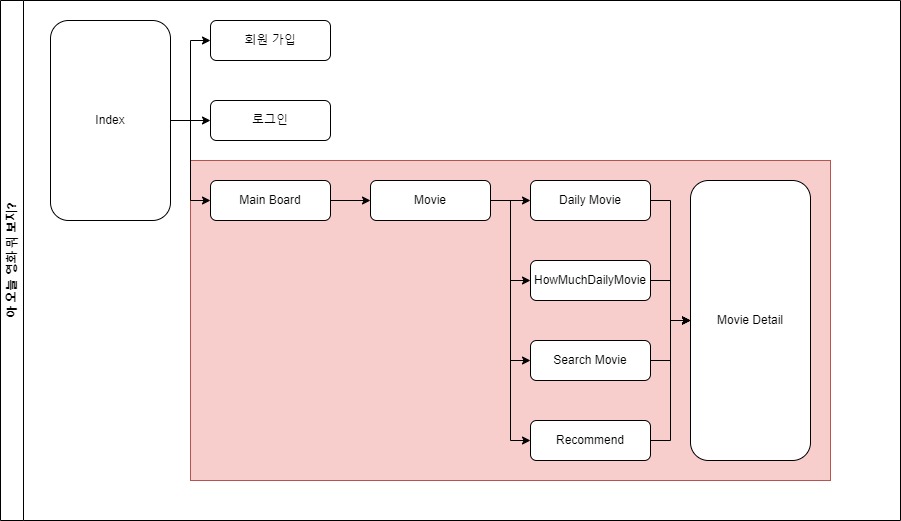 아 오늘 영화 뭐 보지?
Index
회원 가입
로그인
Main Board
Movie
Daily Movie
HowMuchDailyMovie
Search Movie
Recommend
Movie Detail